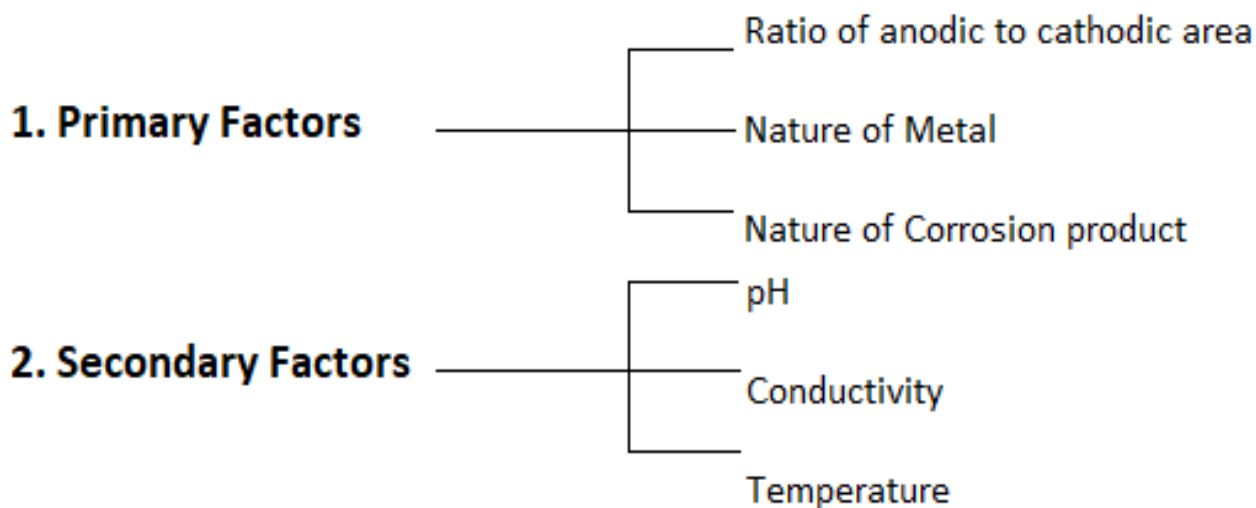 Ratio of anodic to cathodic area
1. Primary Factors
Nature of Metal
Nature of Corrosion product
pH
2. Secondary Factors
Conductivity
Temperature